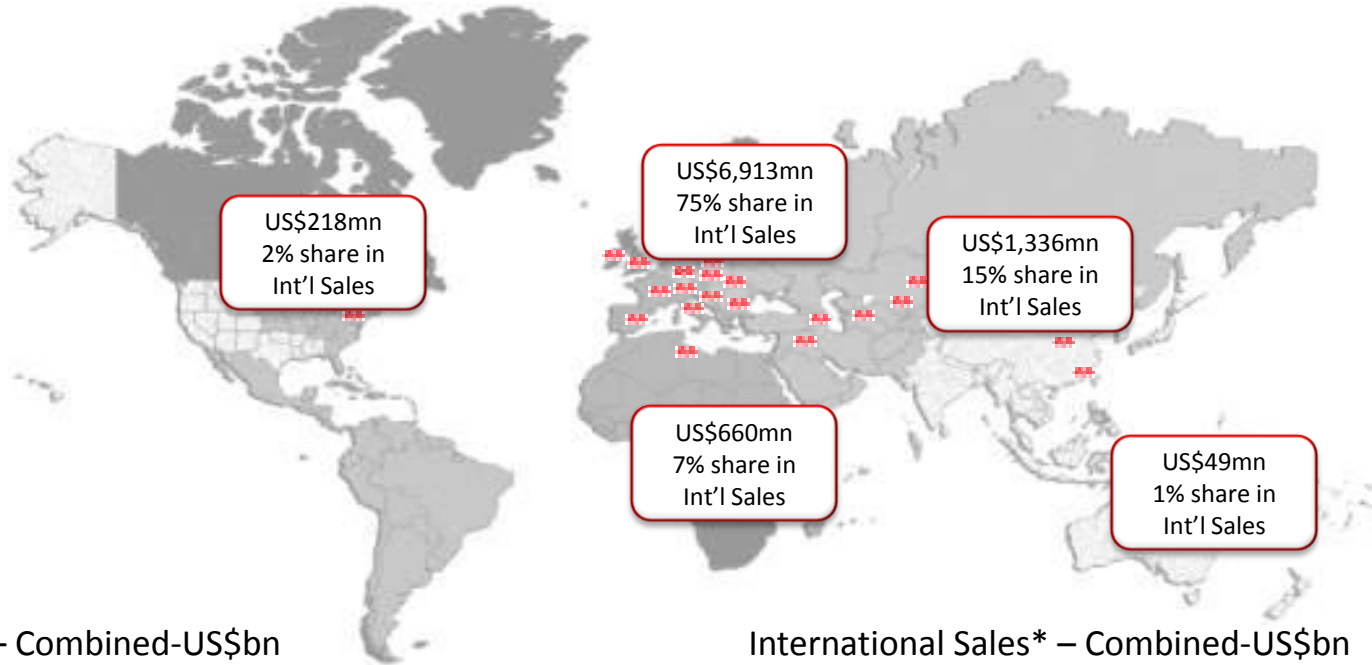 US$6,913mn
75% share in
Int’l Sales
US$218mn
2% share in
Int’l Sales
US$1,336mn
15% share in
Int’l Sales
US$660mn
7% share in
Int’l Sales
US$49mn
1% share in
Int’l Sales
– Combined-US$bn
International Sales* – Combined-US$bn